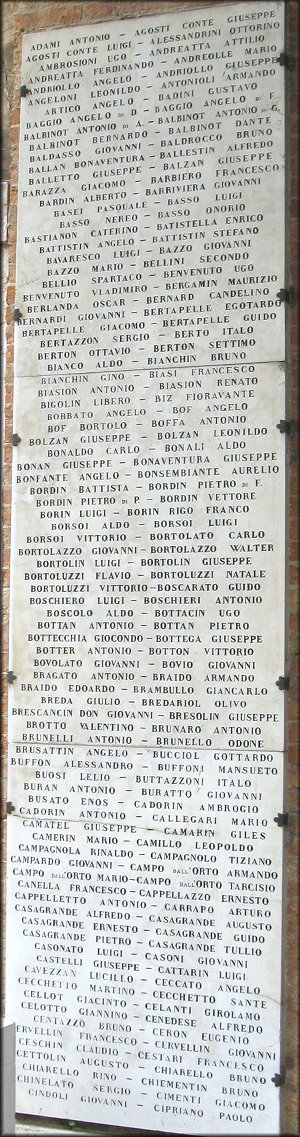 ADAMI ANTONIO – AGOSTI CONTE GIUSEPPE
AGOSTI CONTE LUIGI – ALESSANDRINI OTTORINO
AMBROSIONI UGO – ANDREATTA ATTILIO
ANDREATTA FERDINANDO – ANDREOLLE MARIO
ANDRIOLO ANGELO – ANDRIOLLO GIUSEPPE
ANGELONI LEONILDO – ANTONIOLI ARMANDO
ARTICO ANGELO – BADINI GUSTAVO
BAGGIO ANGELO DI D. – BAGGIO ANGELO DI F.
BALBINOT ANTONIO DI A. – BALBINOT ANTONIO DI G.
BALBINOT BERNARDO – BALBINOT DANTE
BALDASSO GIOVANNI – BALDROCCO BRUNO
BALLAN BONAVENTURA – BALLESTIN ALFREDO
BALLETTO GIUSEPPE – BALZAN GIUSEPPE
BARAZZA GIACOMO – BARBIERO FRANCESCO
BARDIN ALBERTO – BARRIVIERA GIOVANNI
BASEI PASQUALE – BASSO LUIGI
BASSO NEREO – BASSO ONORIO
BASTIANON CATERINO – BATISTELLA ENRICO
BATTISTIN ANGELO – BATTISTIN STEFANO
BAVARESCO LUIGI – BAZZO GIOVANNI
BAZZO MARIO – BELLINI SECONDO
BELLIO SPARTACO – BENVENUTO UGO
BENVENUTO VLADIMIRO – BERGAMIN MAURIZIO
BERLANDA OSCAR – BERNARD CANDELINO
BERNARDI GIOVANNI – BERTAPELLE EGOTARDO
BERTAPELLE GIACOMO – BERTAPELLE GUIDO
BERTAZZON SERGIO – BERTO ITALO
BERTON OTTAVIO – BERTON SETTIMO
BIANCO ALDO – BIANCHIN BRUNO
BIANCHIN GINO – BIASI FRANCESCO
BIASION ANTONIO – BIASION RENATO
BIGOLIN LIBERO – BIZ FIORAVANTE
BOBBATO ANGELO – BOF ANGELO
BOF BORTOLO – BOFFA ANTONIO
BOLZAN GIUSEPPE – BOLZAN LEONILDO
BONALDO CARLO – BONALI ALDO
BONAN GIUSEPPE – BONAVENTURA GIUSEPPE
BONFANTE ANGELO – BONSEMBIANTE AURELIO
BORDIN BATTISTA – BORDIN PIETRO DI F.
BORDIN PIETRO DI P. – BORDIN VETTORE
BORIN LUIGI – BORIN RIGO FRANCO
BORSOI ALDO – BORSOI LUIGI
BORSOI VITTORIO – BORTOLATO CARLO
BORTOLAZZO GIOVANNI – BORTOLAZZO WALTER
BORTOLIN LUIGI – BORTOLIN GIUSEPPE
BORTOLUZZI FLAVIO – BORTOLUZZI NATALE
BORTOLUZZI VITTORIO – BOSCARATO GUIDO
BOSCHIERO LUIGI – BOSCHIERI ANTONIO
BOSCOLO ALDO – BOTTACIN UGO
BOTTAN ANTONIO – BOTTAN PIETRO
BOTTECCHIA GIOCONDO – BOTTEGA GIUSEPPE
BOTTER ANTONIO – BOTTON VITTORIO
BOVOLATO GIOVANNI – BOVIO GIOVANNI
BRAGATO ANTONIO – BRAIDO ARMANDO
BRAIDO EDOARDO – BRAMBULLO GIANCARLO
BREDA GIULIO – BREDARIOL OLIVO
BRESCANCIN DON GIOVANNI – BRESOLIN GIUSEPPE
BROTTO VALENTINO – BRUNARO ANTONIO
BRUNELLI ANTONIO – BRUNELLO ODONE
BRUSATTIN ANGELO – BUCCIOL GOTTARDO
BUFFON ALESSANDRO – BUFFONI MANSUETO
BUOSI LELIO – BUTTAZZONI ITALO
BURAN ANTONIO – BURATTO GIOVANNI
BUSATO ENOS – CADORIN AMBROGIO
CADORIN ANTONIO – CALLEGARI MARIO
CAMATEL GIUSEPPE – CAMARIN GILES
CAMERIN MARIO – CAMILLO LEOPOLDO
CAMPAGNOLA RINALDO – CAMPAGNOLO TIZIANO
CAMPARDO GIOVANNI – CAMPO DALL'ORTO ARMANDO
CAMPO DALL'ORTO MARIO – CAMPO DALL'ORTO TARCISIO
CANELLA FRANCESCO – CAPPELLAZZO ERNESTO
CAPPELLETTO ANTONIO – CARRARO ARTURO
CASAGRANDE ALFREDO – CASAGRANDE AUGUSTO
CASAGRANDE ERNESTO – CASAGRANDE GUIDO
CASAGRANDE PIETRO – CASAGRANDE TULLIO
CASONATO LUIGI – CASONI GIOVANNI
CASTELLI GIUSEPPE – CATTARIN LUIGI
CAVEZZAN LUCILLO – CECCATO ANGELO
CECCHETTO MARTINO – CECCHETTO SANTE
CELLOT GIACINTO – CELANTI GIROLAMO
CELOTTO GIANNINO – CENEDESE ALFREDO
CENTAZZO BRUNO – CERON EUGENIO
CERVELLIN FRANCESCO – CERVELLIN GIOVANNI
CESCHIN CLAUDIO – CESTARI FRANCESCO
CETTOLIN AUGUSTO – CHIARELLO BRUNO
CHIARELLO RINO – CHIEMENTIN BRUNO
CHINELATO SERGIO – CIMENTI GIACOMO
CINDOLI GIOVANNI – CIPRIANO PAOLO